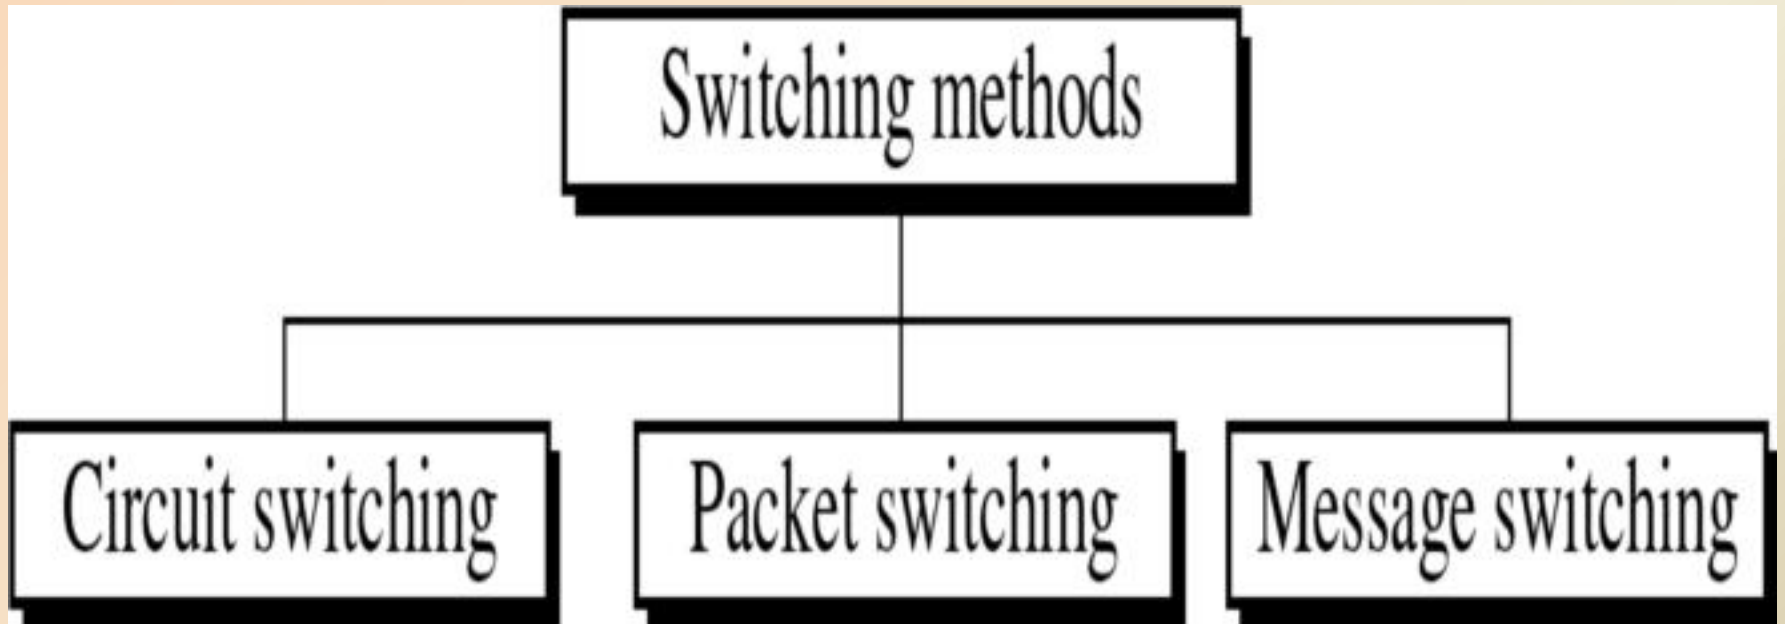 Switching methods
Circuit switching
Packet switching
Message switching